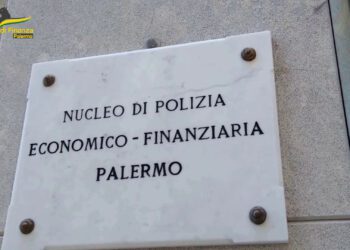 di Finanza
Palermo
NUCLEO DI POLIZIA
ECONOMICO - FINANZIARIA
PALERMO